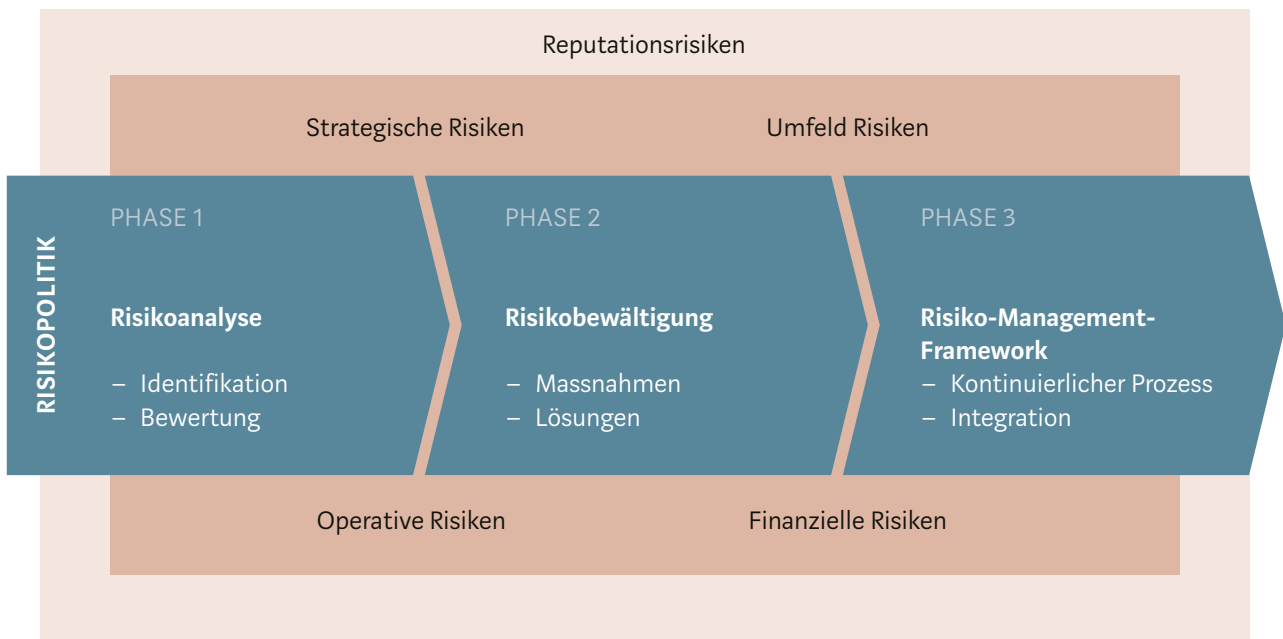 Reputationsrisiken
Strategische Risiken
Umfeld Risiken
RISIKOPOLITIK
PHASE 1
Risikoanalyse
– Identifikation
– Bewertung
PHASE 2
Risikobewältigung
– Massnahmen
– Lösungen
PHASE 3
Risiko-Management-
Framework
– Kontinuierlicher Prozess
– Integration
Operative Risiken
Finanzielle Risiken